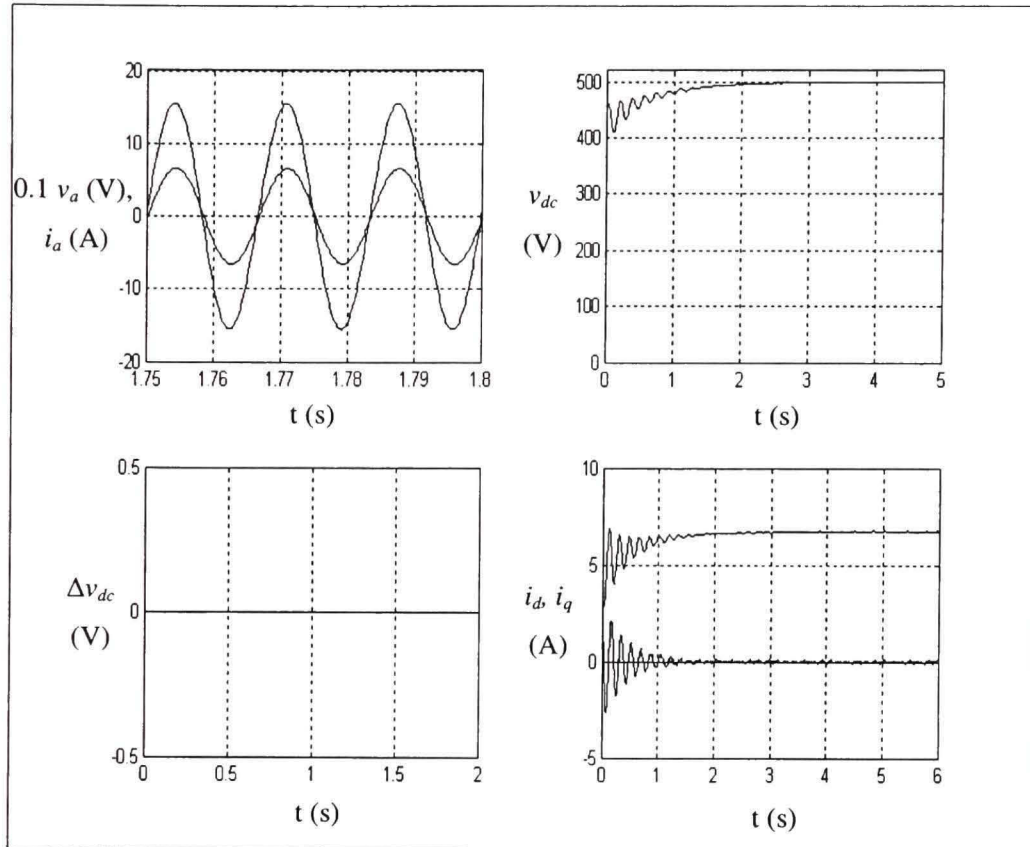 20
10
0
-10
-20
0.1 v_a (V),
i_a (A)
1.75 1.76 1.77 1.78 1.79 1.8
t (s)
500
400
500
500
100
0
v_dc
(V)
0 1 2 3 4 5
t (s)
0.5
0
-0.5
Δv_dc
(V)
0 0.5 1 1.5 2
t (s)
10
5
0
-5
i_d, i_q
(A)
0 1 2 3 4 5 6
t (s)